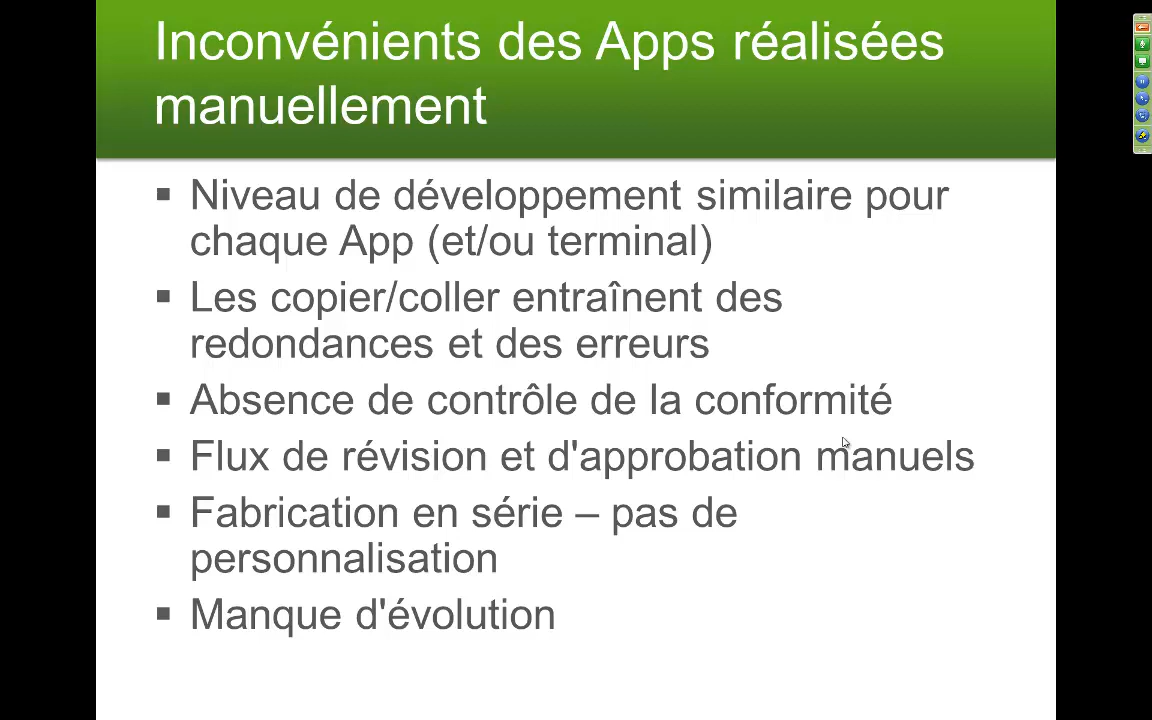 Inconvénients des Apps réalisées
manuellement
▪ Niveau de développement similaire pour
chaque App (et/ou terminal)
▪ Les copier/coller entraînent des
redondances et des erreurs
▪ Absence de contrôle de la conformité
▪ Flux de révision et d'approbation manuels
▪ Fabrication en série – pas de
personnalisation
▪ Manque d'évolution